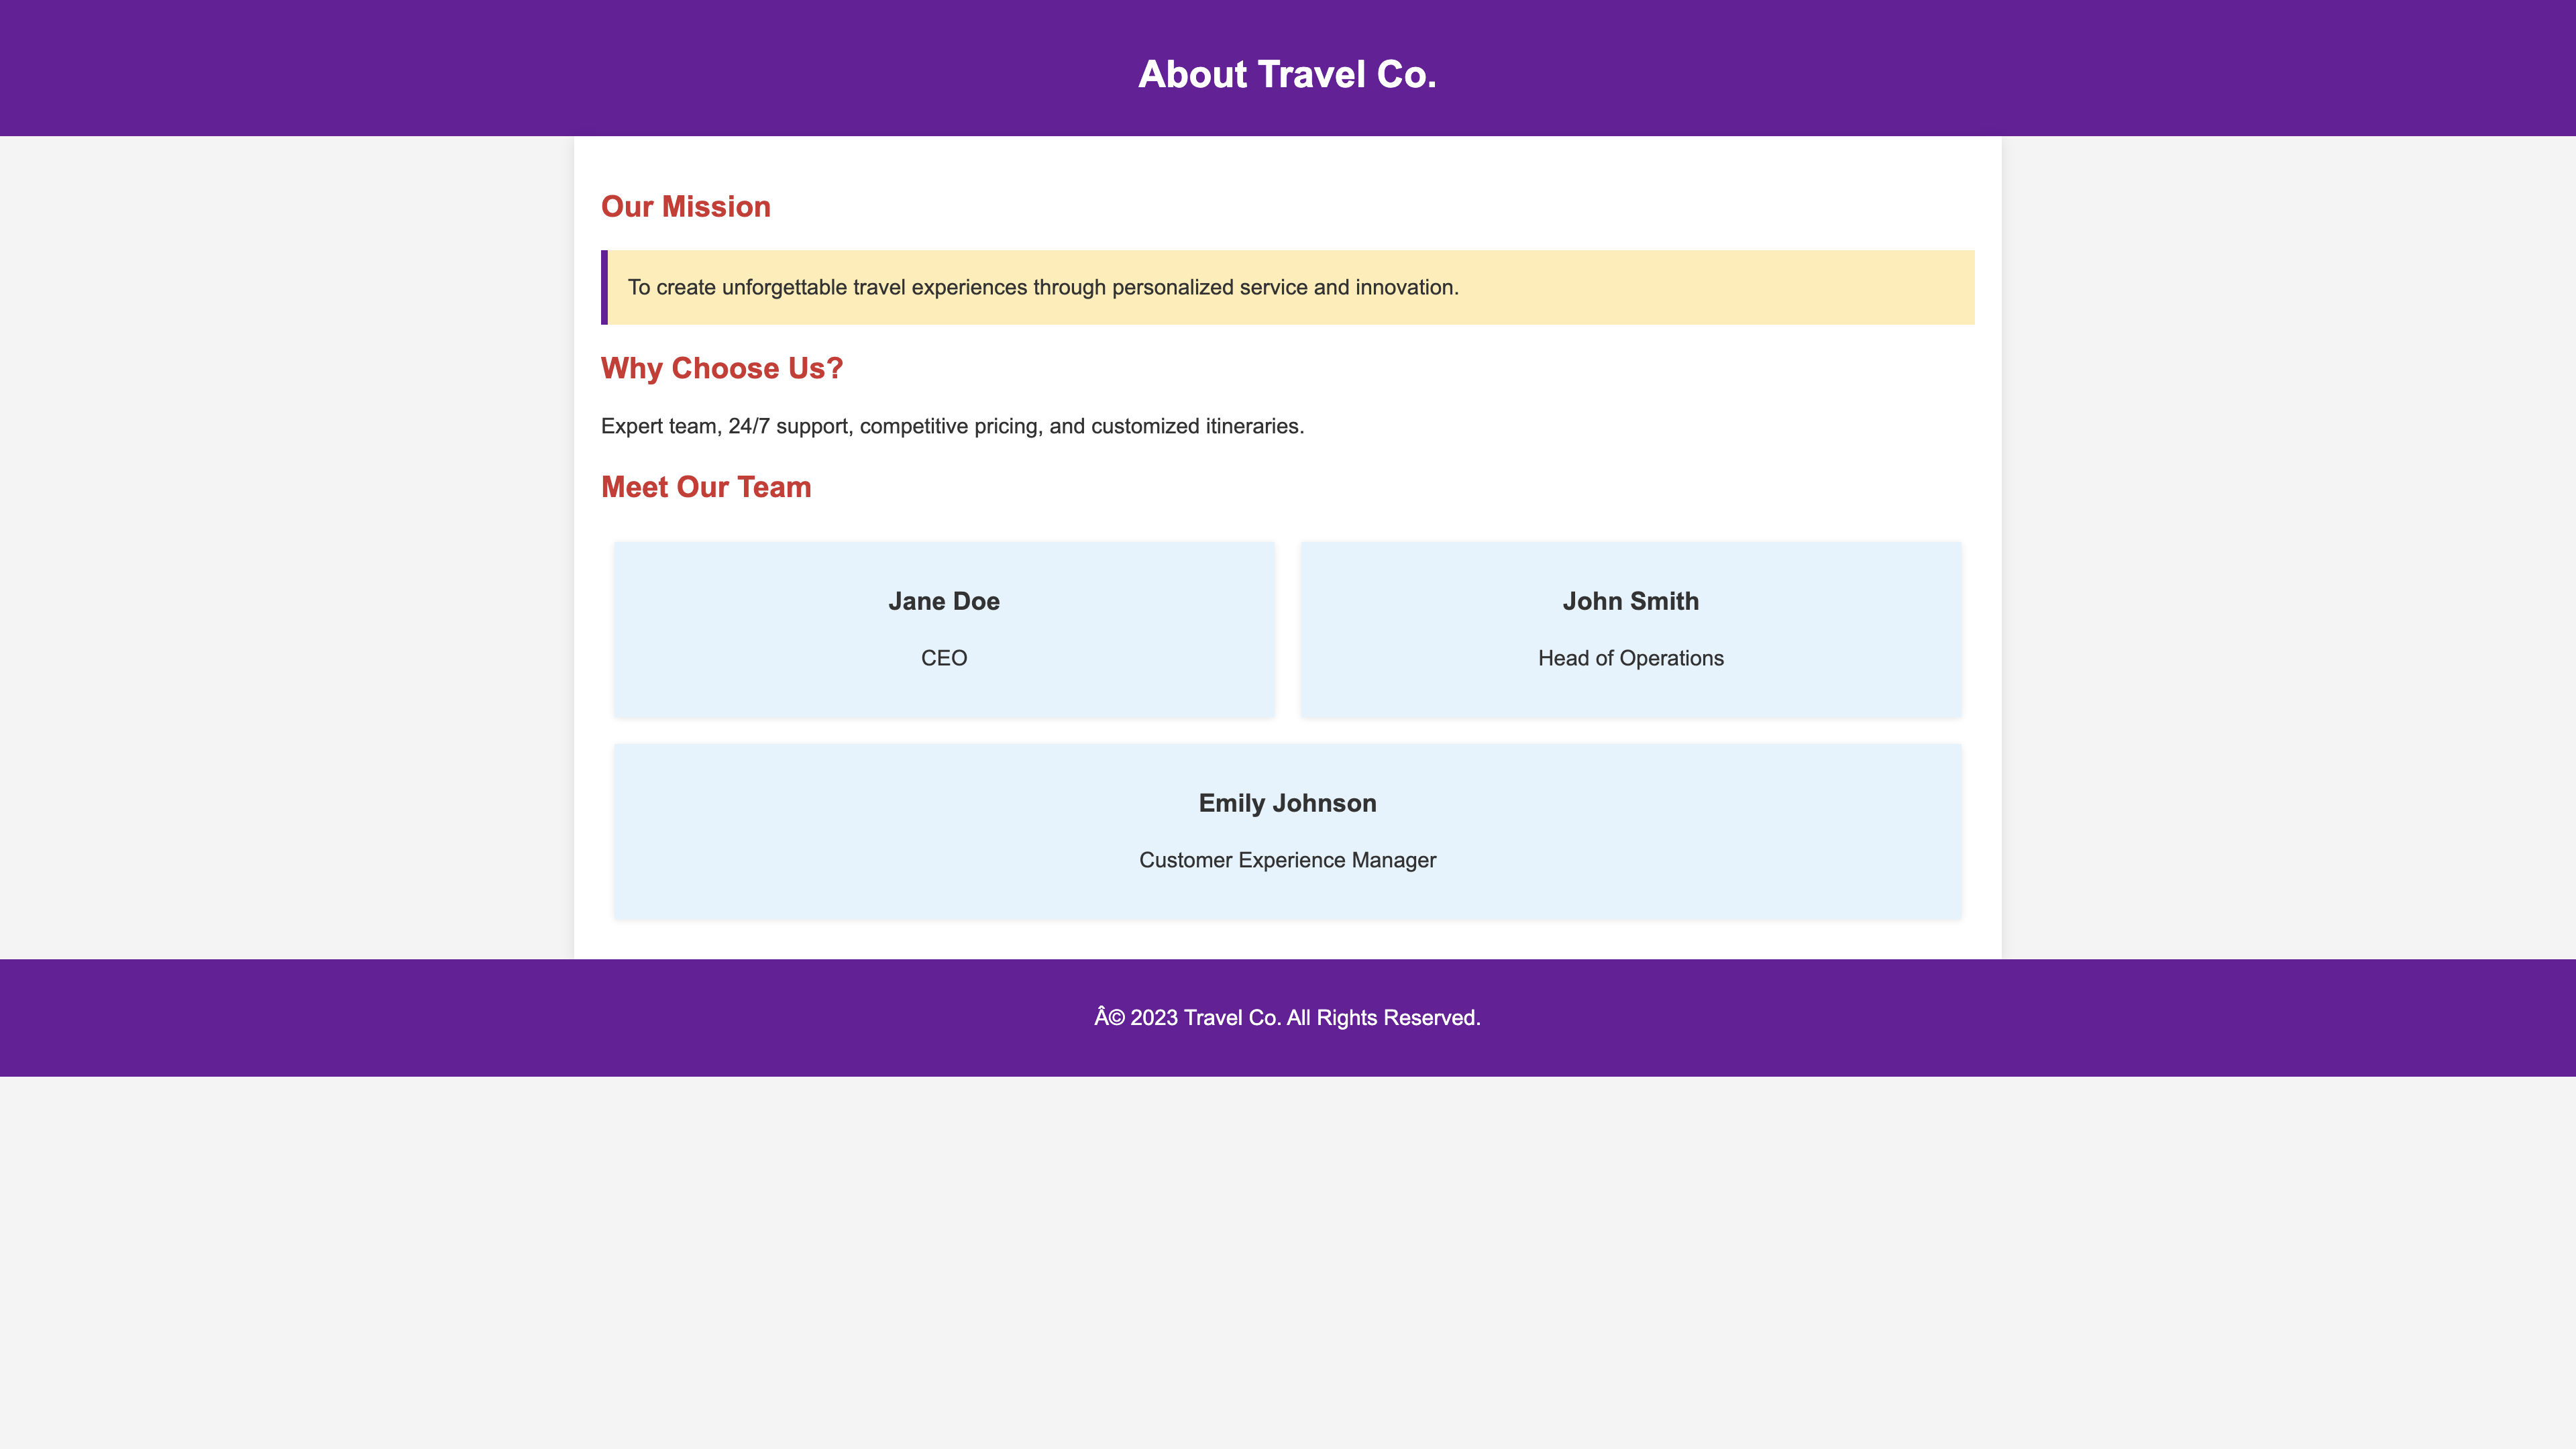 About Travel Co.
Our Mission
To create unforgettable travel experiences through personalized service and innovation.
Why Choose Us?
Expert team, 24/7 support, competitive pricing, and customized itineraries.
Meet Our Team
Jane Doe
CEO
John Smith
Head of Operations
Emily Johnson
Customer Experience Manager
Â© 2023 Travel Co. All Rights Reserved.